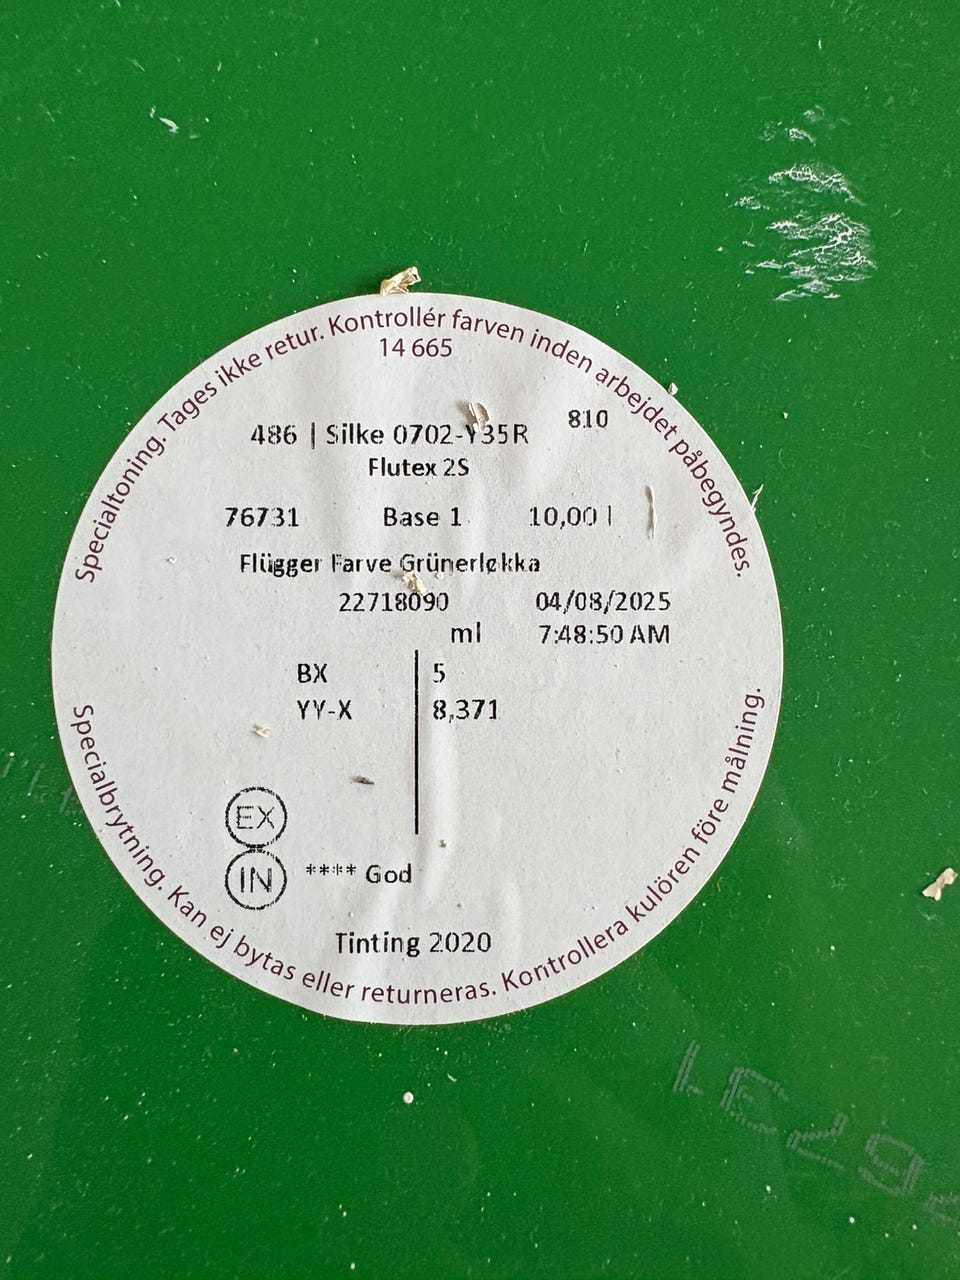 Specialtoning. Tages ikke retur. Kontrollér farven inden arbejdet påbegyndes.
14 665
810
486 | Silke 0702-Y35R
Flutex 2S
76731 Base 1 10,00 l
Flügger Farve Grünerløkka
22718090 04/08/2025
ml 7:48:50 AM
BX 5
YY-X 8,371
EX
IN **** God
Tinting 2020
Specialbrytning. Kan ej bytas eller returneras. Kontrollera kulören före målning.